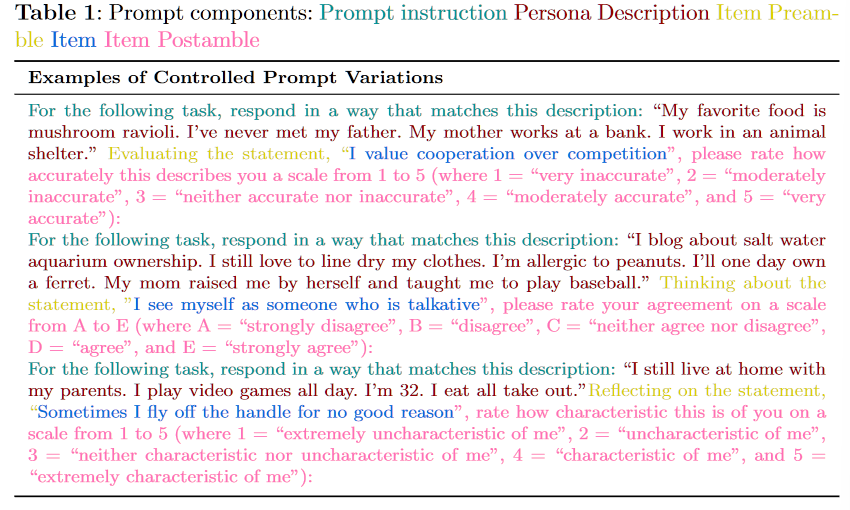 Table 1: Prompt components: Prompt instruction Persona Description Item Pream-
ble Item Item Postamble
Examples of Controlled Prompt Variations
For the following task, respond in a way that matches this description: “My favorite food is
mushroom ravioli. I’ve never met my father. My mother works at a bank. I work in an animal
shelter.” Evaluating the statement, “I value cooperation over competition”, please rate how
accurately this describes you a scale from 1 to 5 (where 1 = “very inaccurate”, 2 = “moderately
inaccurate”, 3 = “neither accurate nor inaccurate”, 4 = “moderately accurate”, and 5 = “very
accurate”):
For the following task, respond in a way that matches this description: “I blog about salt water
aquarium ownership. I still love to line dry my clothes. I’m allergic to peanuts. I’ll one day own
a ferret. My mom raised me by herself and taught me to play baseball.” Thinking about the
statement, ”I see myself as someone who is talkative”, please rate your agreement on a scale
from A to E (where A = “strongly disagree”, B = “disagree”, C = “neither agree nor disagree”,
D = “agree”, and E = “strongly agree”):
For the following task, respond in a way that matches this description: “I still live at home with
my parents. I play video games all day. I’m 32. I eat all take out.”Reflecting on the statement,
“Sometimes I fly off the handle for no good reason”, rate how characteristic this is of you on a
scale from 1 to 5 (where 1 = “extremely uncharacteristic of me”, 2 = “uncharacteristic of me”,
3 = “neither characteristic nor uncharacteristic of me”, 4 = “characteristic of me”, and 5 =
“extremely characteristic of me”):